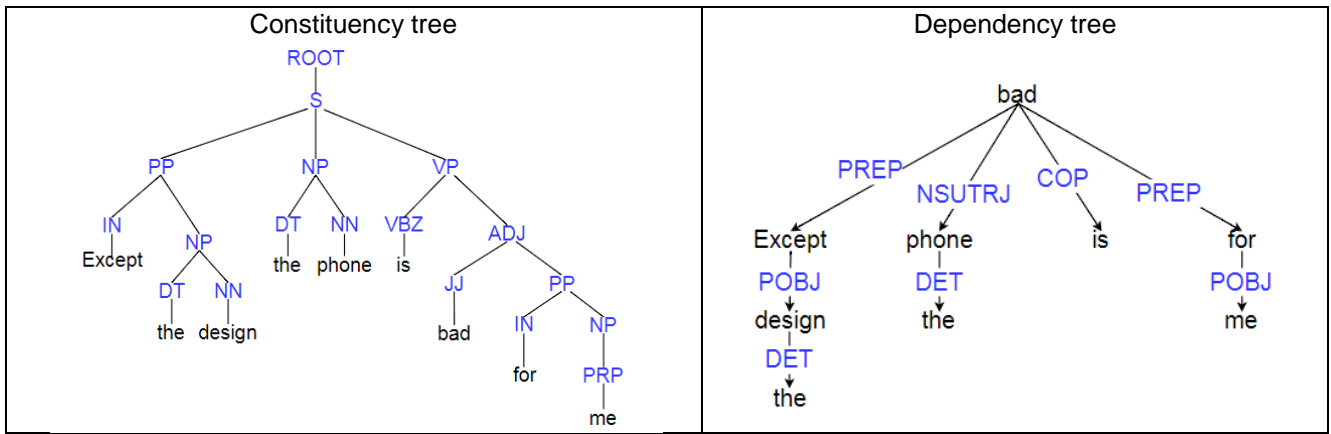 Constituency tree
ROOT
S
PP NP VP
IN NP DT NN VBZ ADJ
Except the phone is
DT NN JJ PP
the design bad IN NP
for PRP
me
Dependency tree
bad
PREP NSUTRJ COP PREP
Except phone is for
POBJ DET POBJ
design the me
DET
the